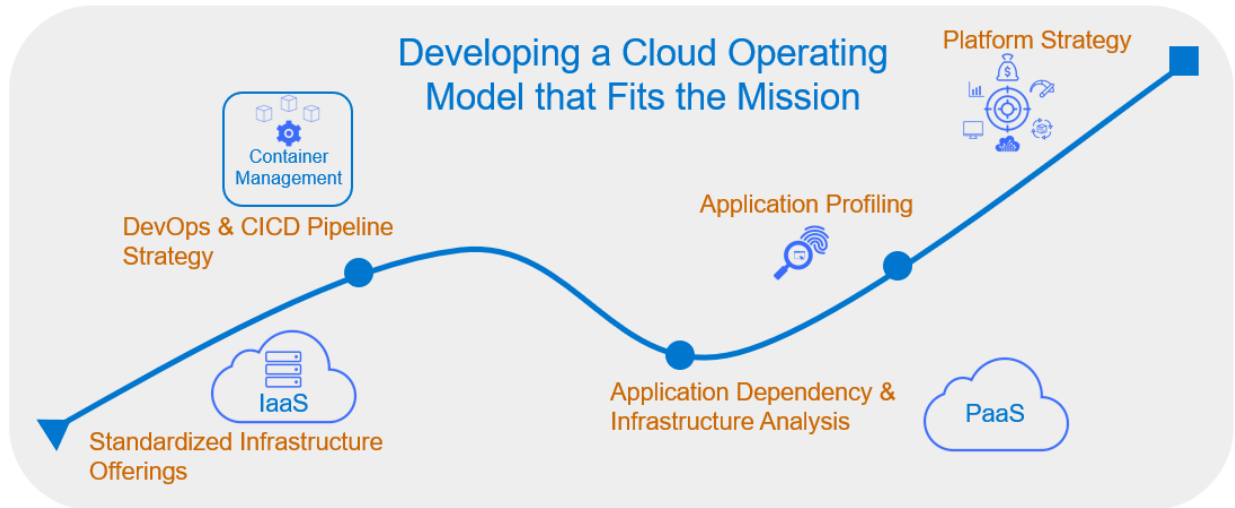 Developing a Cloud Operating
Model that Fits the Mission
Platform Strategy
$
Container
Management
DevOps & CICD Pipeline
Strategy
Application Profiling
IaaS
Standardized Infrastructure
Offerings
Application Dependency &
Infrastructure Analysis
PaaS